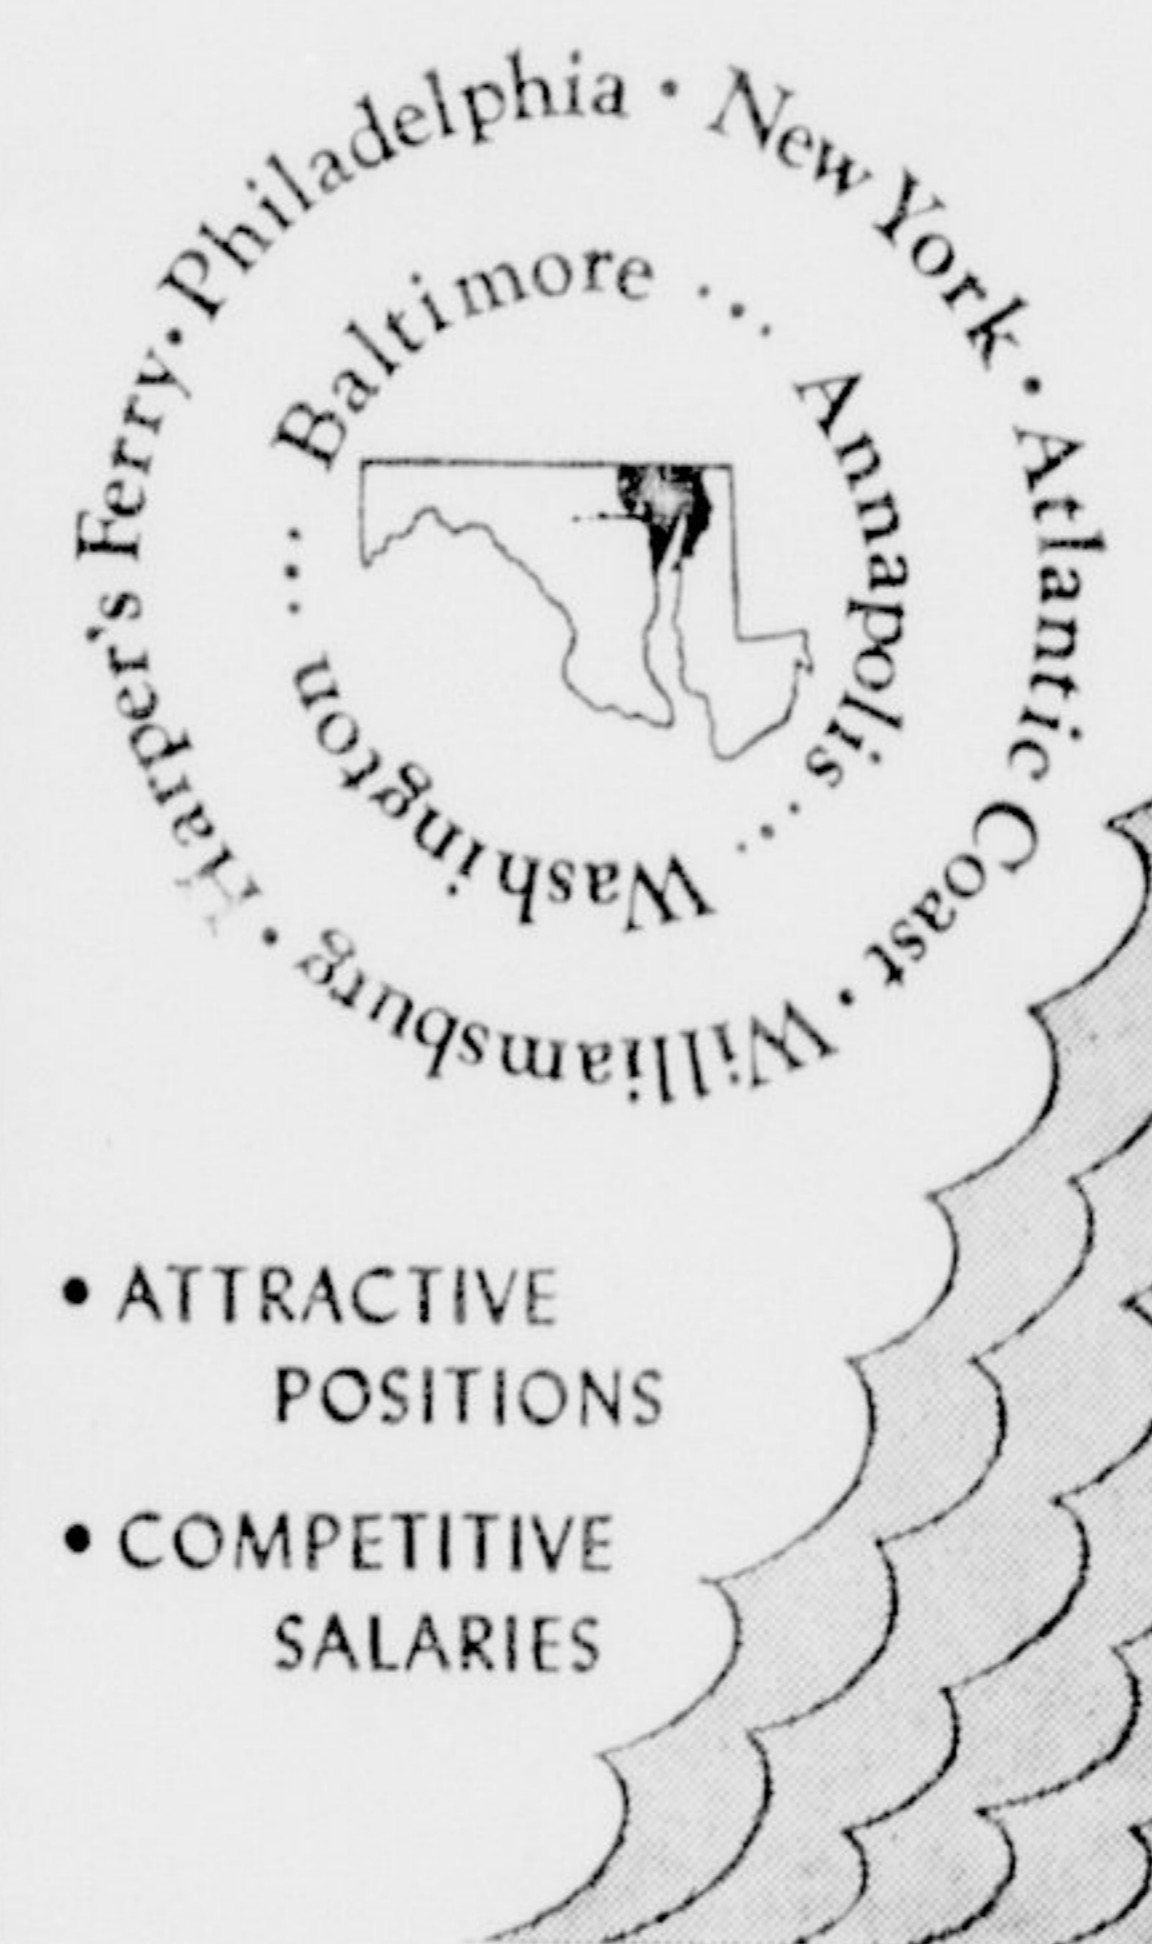 Philadelphia · New York · Atlantic Coast · Williamsburg · Harper's Ferry ·
Baltimore ... Annapolis ... Washington ...
• ATTRACTIVE
POSITIONS
• COMPETITIVE
SALARIES